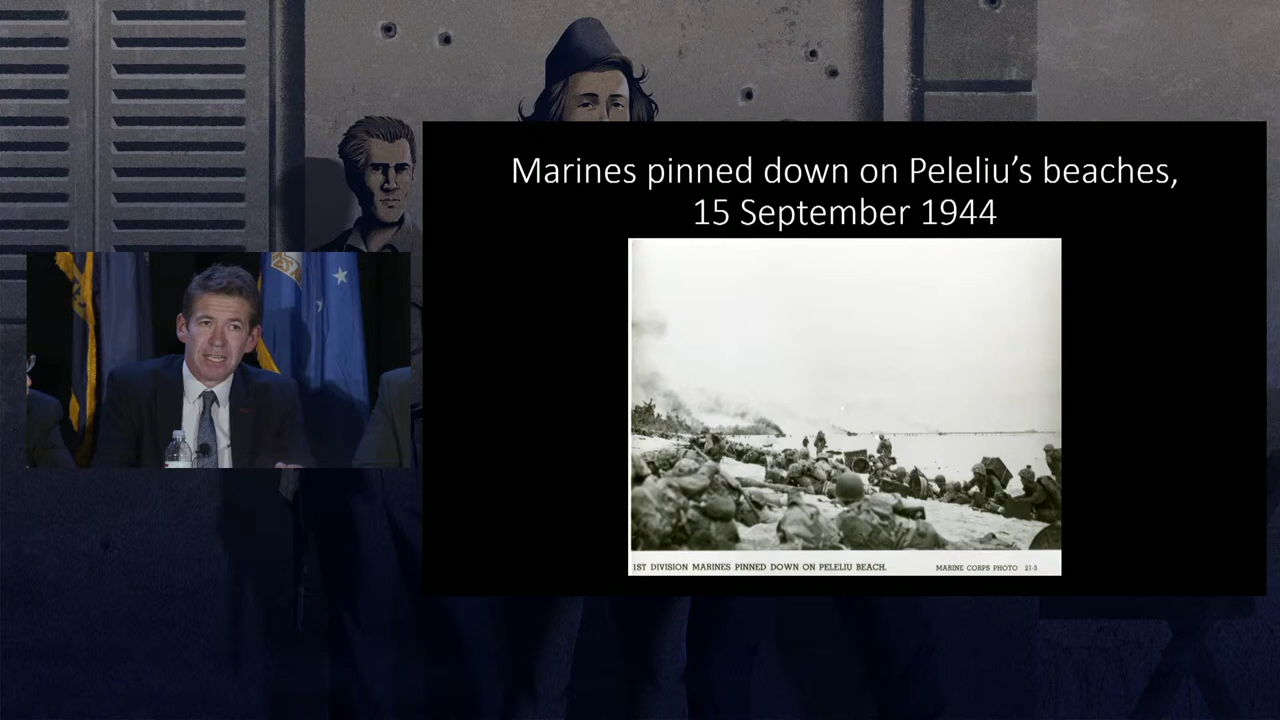 Marines pinned down on Peleliu’s beaches,
15 September 1944
1ST DIVISION MARINES PINNED DOWN ON PELELIU BEACH. MARINE CORPS PHOTO 21-3